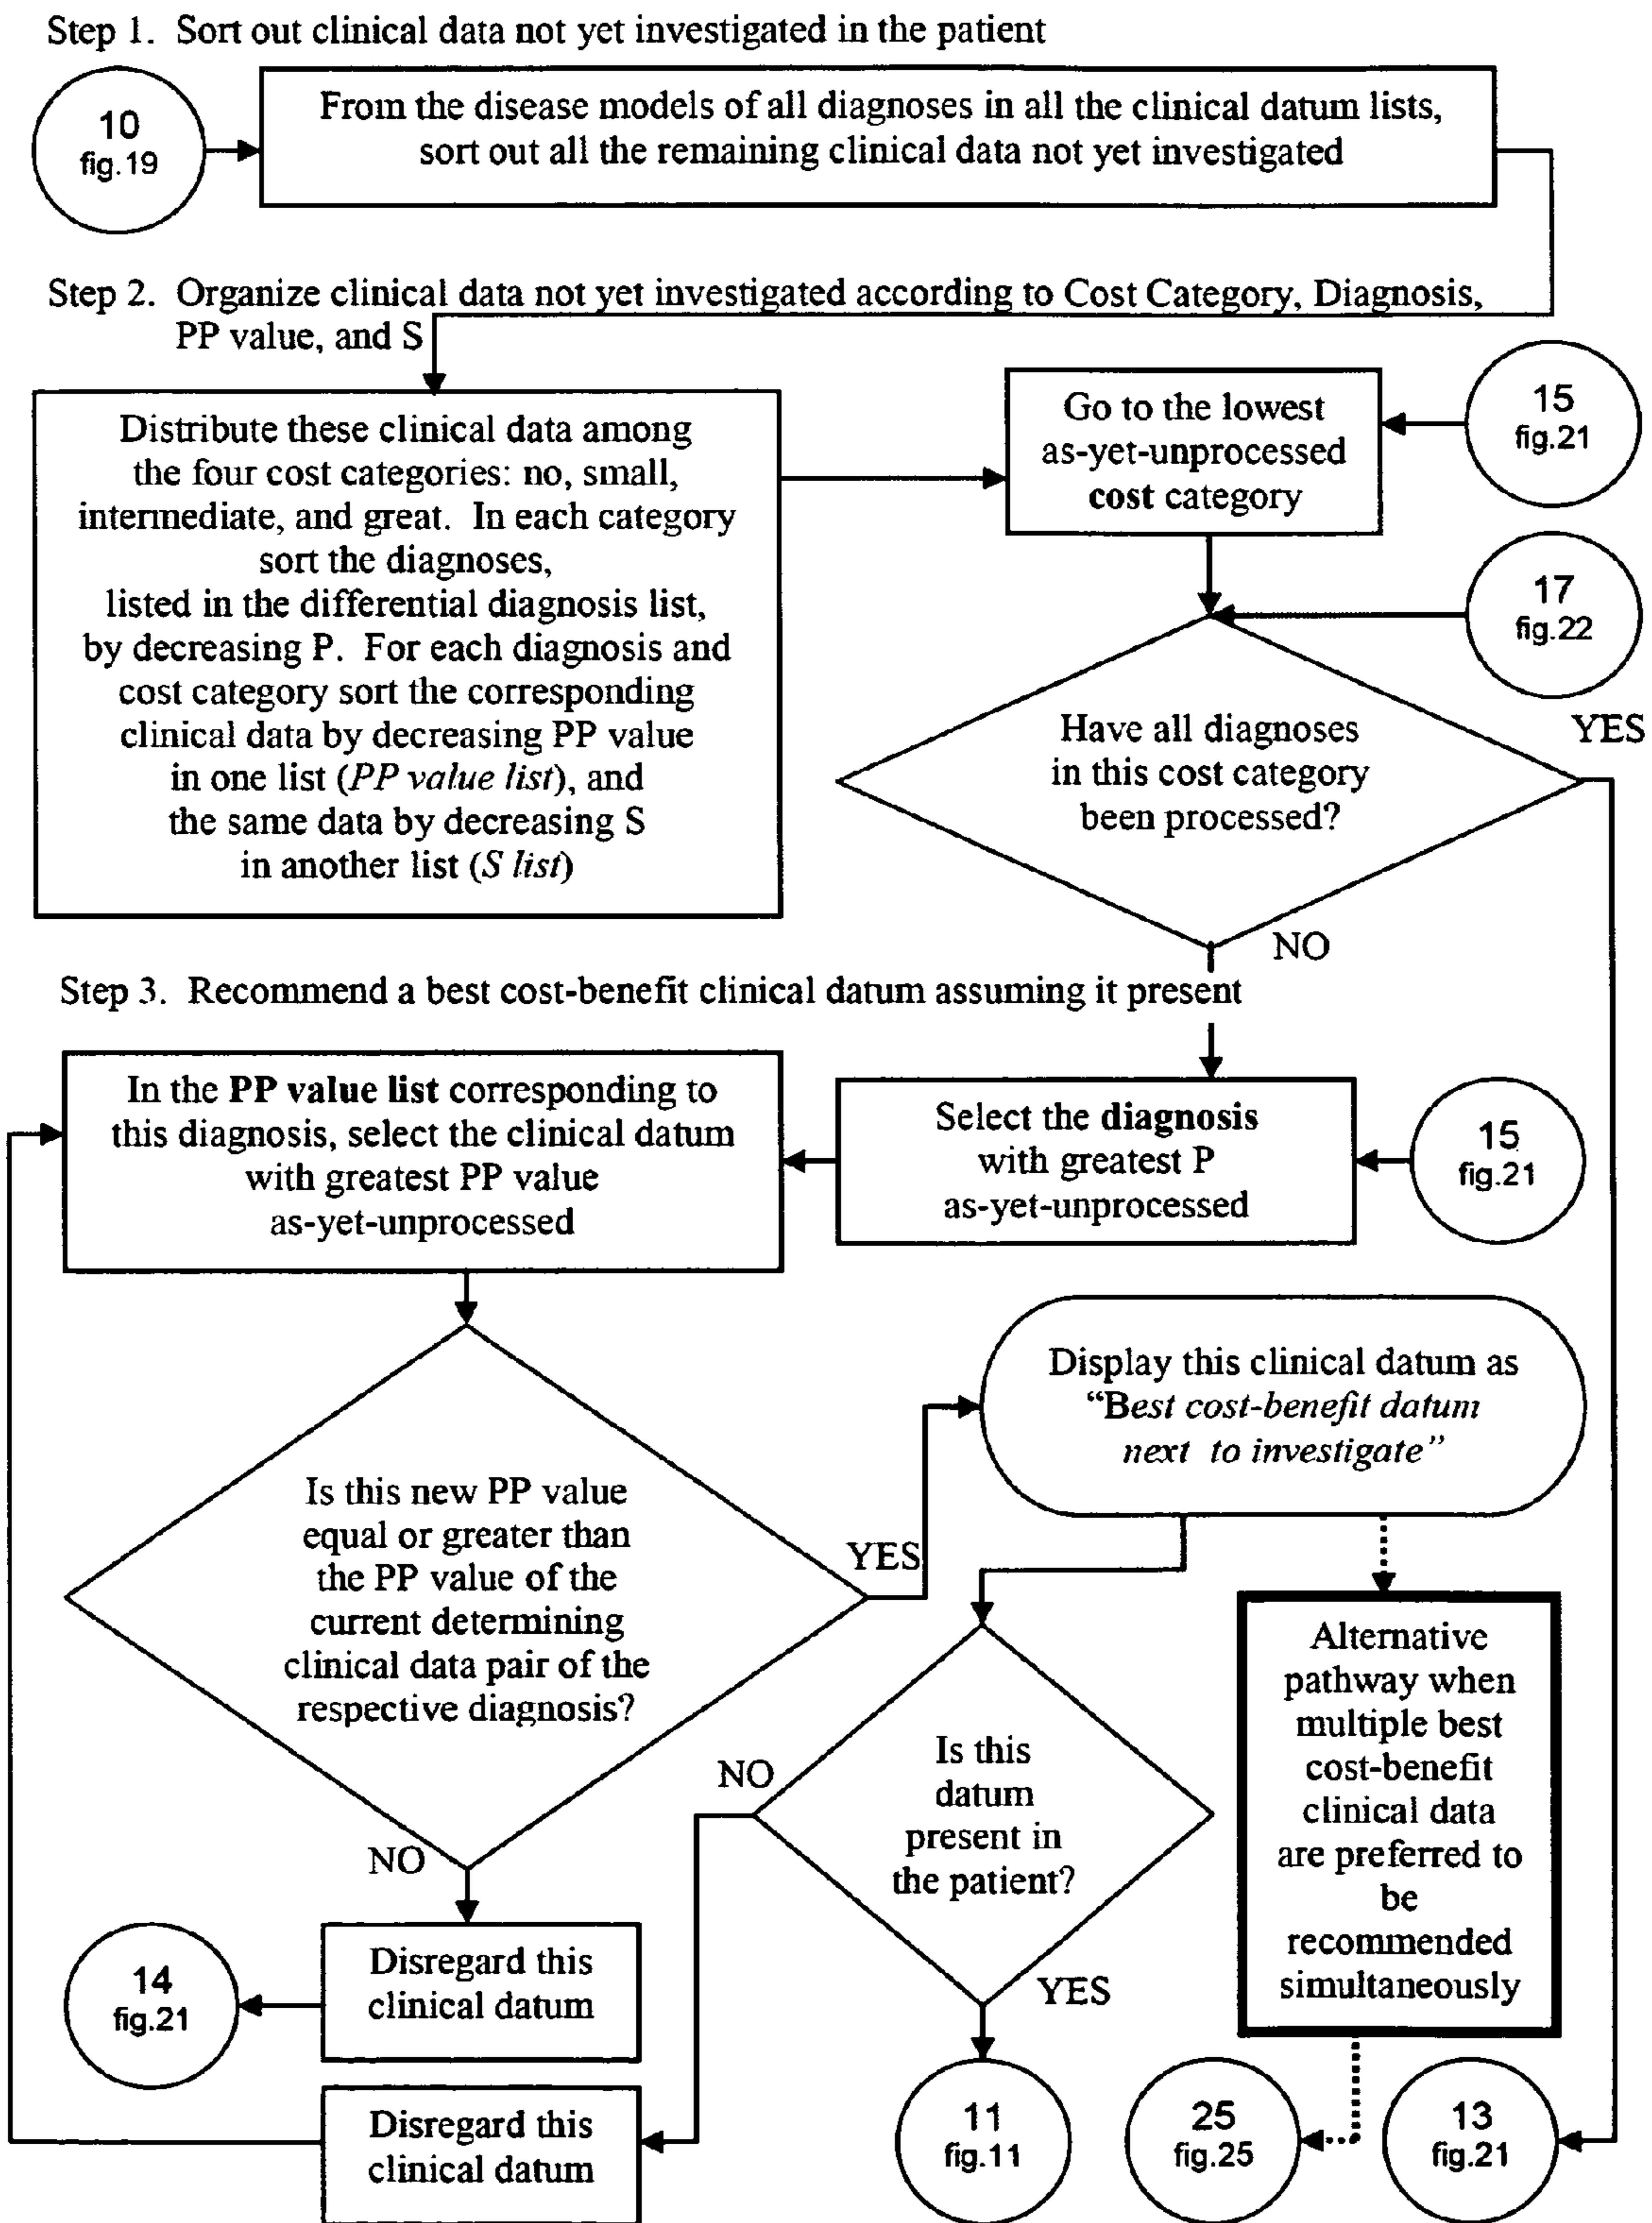 Step 1. Sort out clinical data not yet investigated in the patient
10
fig.19
From the disease models of all diagnoses in all the clinical datum lists,
sort out all the remaining clinical data not yet investigated
Step 2. Organize clinical data not yet investigated according to Cost Category, Diagnosis,
PP value, and S
Distribute these clinical data among
the four cost categories: no, small,
intermediate, and great. In each category
sort the diagnoses,
listed in the differential diagnosis list,
by decreasing P. For each diagnosis and
cost category sort the corresponding
clinical data by decreasing PP value
in one list (PP value list), and
the same data by decreasing S
in another list (S list)
Go to the lowest
as-yet-unprocessed
cost category
15
fig.21
17
fig.22
Have all diagnoses
in this cost category
been processed?
YES
NO
Step 3. Recommend a best cost-benefit clinical datum assuming it present
In the PP value list corresponding to
this diagnosis, select the clinical datum
with greatest PP value
as-yet-unprocessed
Select the diagnosis
with greatest P
as-yet-unprocessed
15
fig.21
Is this new PP value
equal or greater than
the PP value of the
current determining
clinical data pair of the
respective diagnosis?
YES
NO
Display this clinical datum as
“Best cost-benefit datum
next to investigate”
Is this
datum
present in
the patient?
NO
YES
Alternative
pathway when
multiple best
cost-benefit
clinical data
are preferred to
be
recommended
simultaneously
Disregard this
clinical datum
14
fig.21
Disregard this
clinical datum
11
fig.11
25
fig.25
13
fig.21